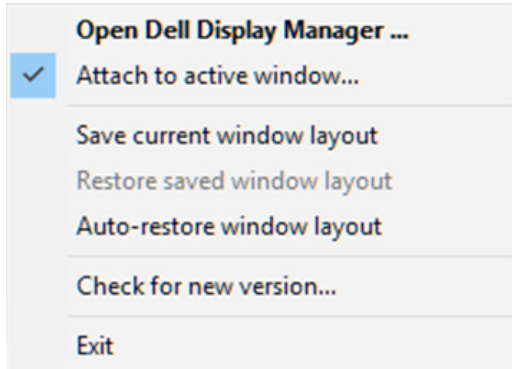 Open Dell Display Manager ...
Attach to active window...
Save current window layout
Restore saved window layout
Auto-restore window layout
Check for new version...
Exit